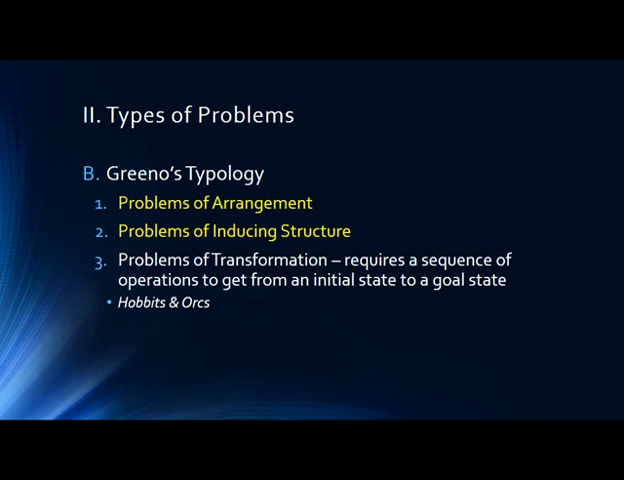 II. Types of Problems
B. Greeno's Typology
1. Problems of Arrangement
2. Problems of Inducing Structure
3. Problems of Transformation – requires a sequence of
operations to get from an initial state to a goal state
• Hobbits & Orcs